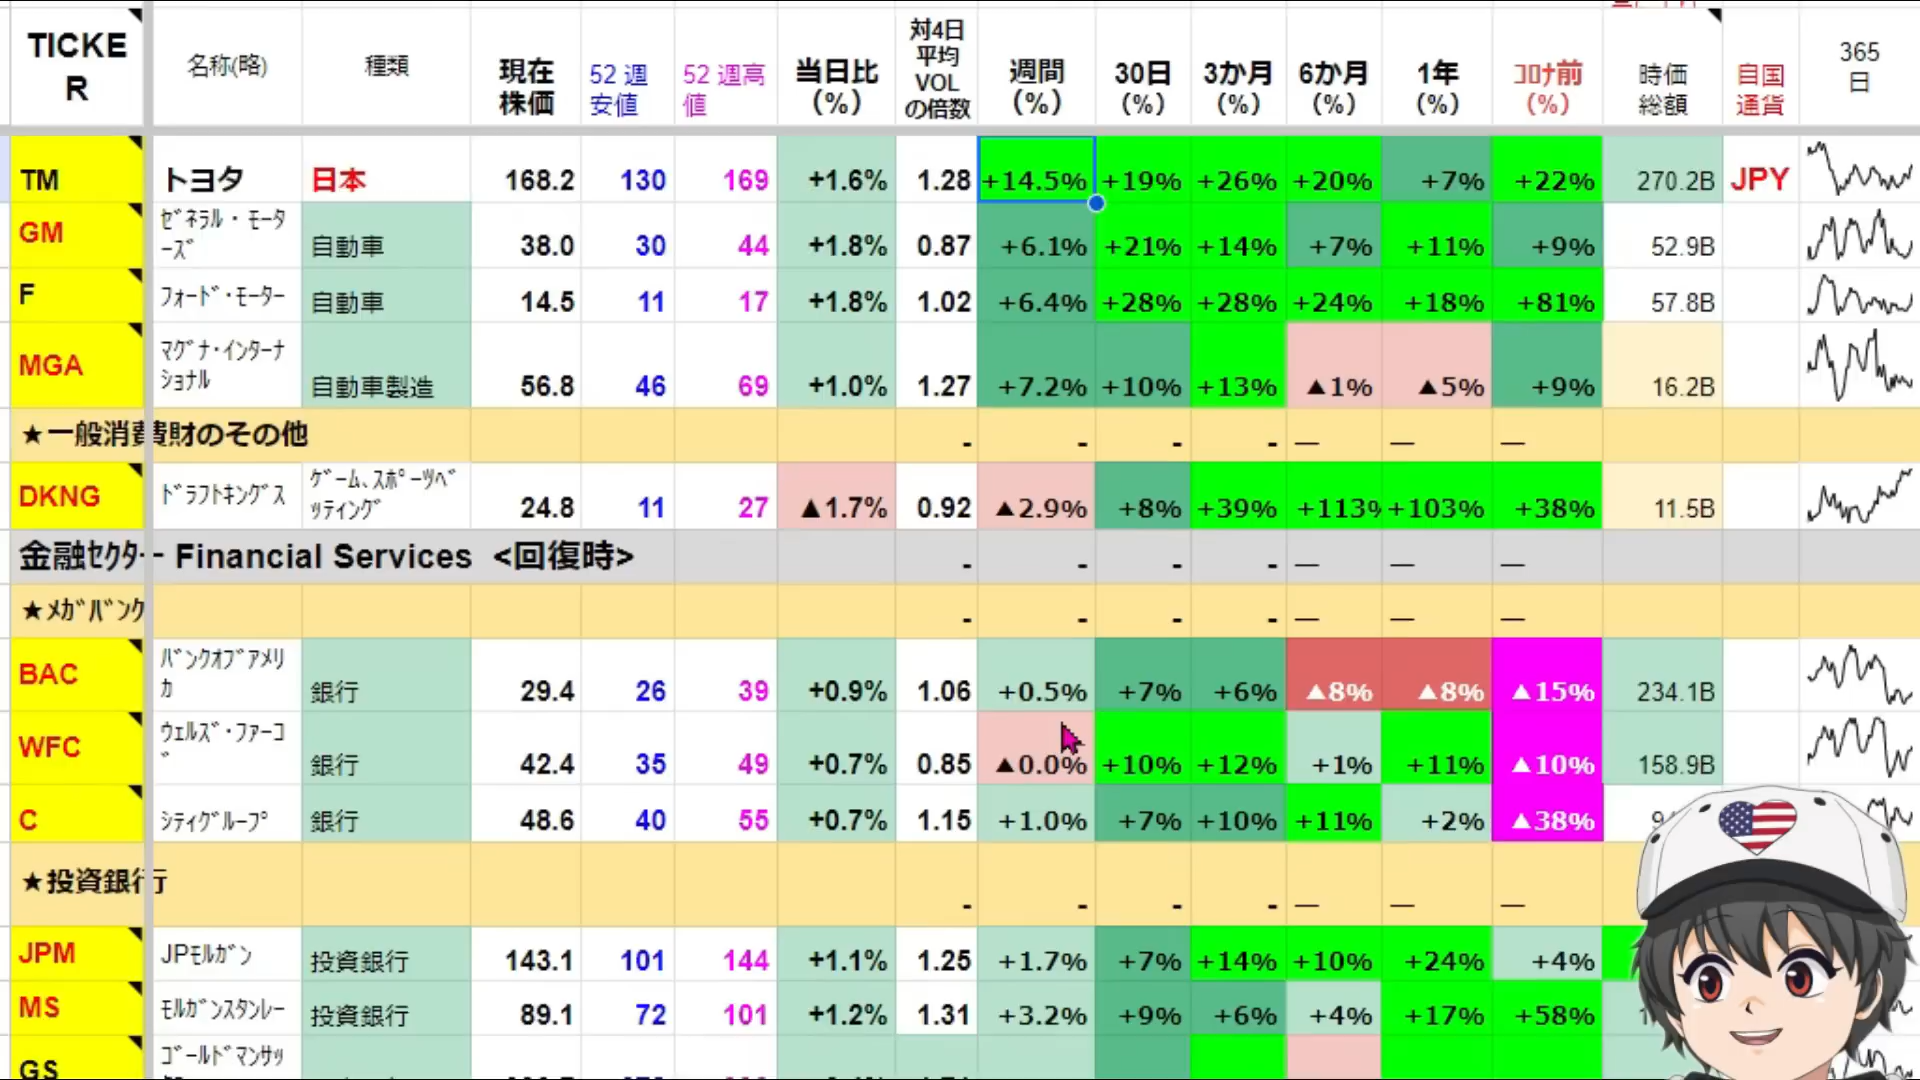 TICKE
R
名称(略)
種類
現在
株価
52 週
安値
52 週高
値
当日比
(%)
対4日
平均
VOL
の倍数
週間
(%)
30日
(%)
3か月
(%)
6か月
(%)
1年
(%)
ｺﾛﾅ前
(%)
時価
総額
自国
通貨
365
日
TM トヨタ 日本 168.2 130 169 +1.6% 1.28 +14.5% +19% +26% +20% +7% +22% 270.2B JPY
GM ｾﾞﾈﾗﾙ・ﾓｰﾀ
ｰｽﾞ 自動車 38.0 30 44 +1.8% 0.87 +6.1% +21% +14% +7% +11% +9% 52.9B
F ﾌｫｰﾄﾞ・ﾓｰﾀｰ 自動車 14.5 11 17 +1.8% 1.02 +6.4% +28% +28% +24% +18% +81% 57.8B
MGA ﾏｸﾞﾅ・ｲﾝﾀｰﾅ
ｼｮﾅﾙ 自動車製造 56.8 46 69 +1.0% 1.27 +7.2% +10% +13% ▲1% ▲5% +9% 16.2B
★一般消費財のその他 - - - - — — —
DKNG ﾄﾞﾗﾌﾄｷﾝｸﾞｽ ｹﾞｰﾑ､ｽﾎﾟｰﾂﾍﾞ
ｯﾃｨﾝｸﾞ 24.8 11 27 ▲1.7% 0.92 ▲2.9% +8% +39% +113% +103% +38% 11.5B
金融ｾｸﾀｰ Financial Services <回復時> - - - - — — —
★ﾒｶﾞﾊﾞﾝｸ - - - - — — —
BAC ﾊﾞﾝｸｵﾌﾞｱﾒﾘ
ｶ 銀行 29.4 26 39 +0.9% 1.06 +0.5% +7% +6% ▲8% ▲8% ▲15% 234.1B
WFC ｳｪﾙｽﾞ・ﾌｧｰｺﾞ 銀行 42.4 35 49 +0.7% 0.85 ▲0.0% +10% +12% +1% +11% ▲10% 158.9B
C ｼﾃｨｸﾞﾙｰﾌﾟ 銀行 48.6 40 55 +0.7% 1.15 +1.0% +7% +10% +11% +2% ▲38%
★投資銀行 - - - - — — —
JPM JPﾓﾙｶﾞﾝ 投資銀行 143.1 101 144 +1.1% 1.25 +1.7% +7% +14% +10% +24% +4%
MS ﾓﾙｶﾞﾝｽﾀﾝﾚｰ 投資銀行 89.1 72 101 +1.2% 1.31 +3.2% +9% +6% +4% +17% +58%
GS ｺﾞｰﾙﾄﾞﾏﾝｻｯ